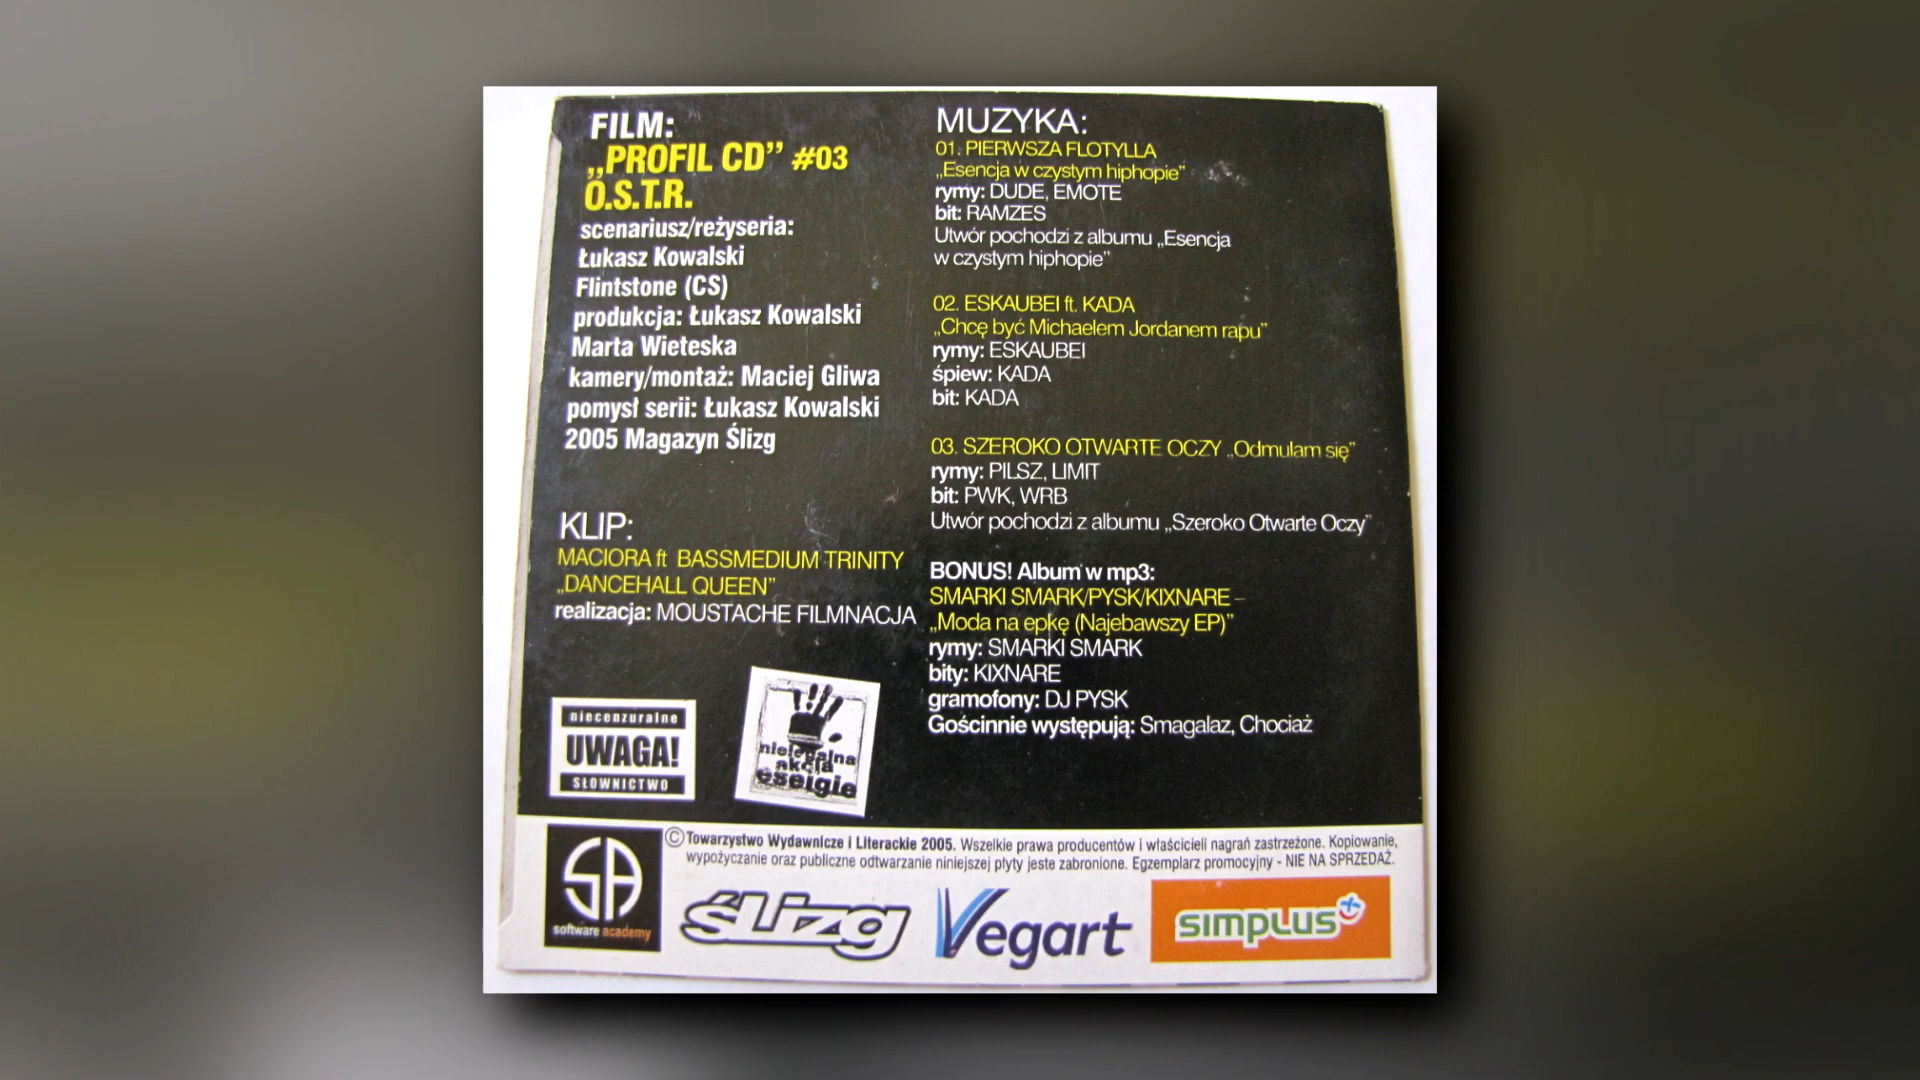 FILM:
„PROFIL CD” #03
O.S.T.R.
scenariusz/reżyseria:
Łukasz Kowalski
Flintstone (CS)
produkcja: Łukasz Kowalski
Marta Wieteska
kamery/montaż: Maciej Gliwa
pomysł serii: Łukasz Kowalski
2005 Magazyn Ślizg
KLIP:
MACIORA ft BASSMEDIUM TRINITY
„DANCEHALL QUEEN”
realizacja: MOUSTACHE FILMNACJA
niecenzuralne
UWAGA!
SŁOWNICTWO
nielegalna
akcja
eseigie
MUZYKA:
01. PIERWSZA FLOTYLLA
„Esencja w czystym hiphopie”
rymy: DUDE, EMOTE
bit: RAMZES
Utwór pochodzi z albumu „Esencja
w czystym hiphopie”
02. ESKAUBEI ft. KADA
„Chcę być Michaelem Jordanem rapu”
rymy: ESKAUBEI
śpiew: KADA
bit: KADA
03. SZEROKO OTWARTE OCZY „Odmulam się”
rymy: PILSZ, LIMIT
bit: PWK, WRB
Utwór pochodzi z albumu „Szeroko Otwarte Oczy”
BONUS! Album w mp3:
SMARKI SMARK/PYSK/KIXNARE –
„Moda na epkę (Najebawszy EP)”
rymy: SMARKI SMARK
bity: KIXNARE
gramofony: DJ PYSK
Gościnnie występują: Smagalaz, Chociaż
© Towarzystwo Wydawnicze i Literackie 2005. Wszelkie prawa producentów i właścicieli nagrań zastrzeżone. Kopiowanie,
wypożyczanie oraz publiczne odtwarzanie niniejszej płyty jeste zabronione. Egzemplarz promocyjny - NIE NA SPRZEDAŻ.
SA
software academy
śLizg
Vegart
simpLus